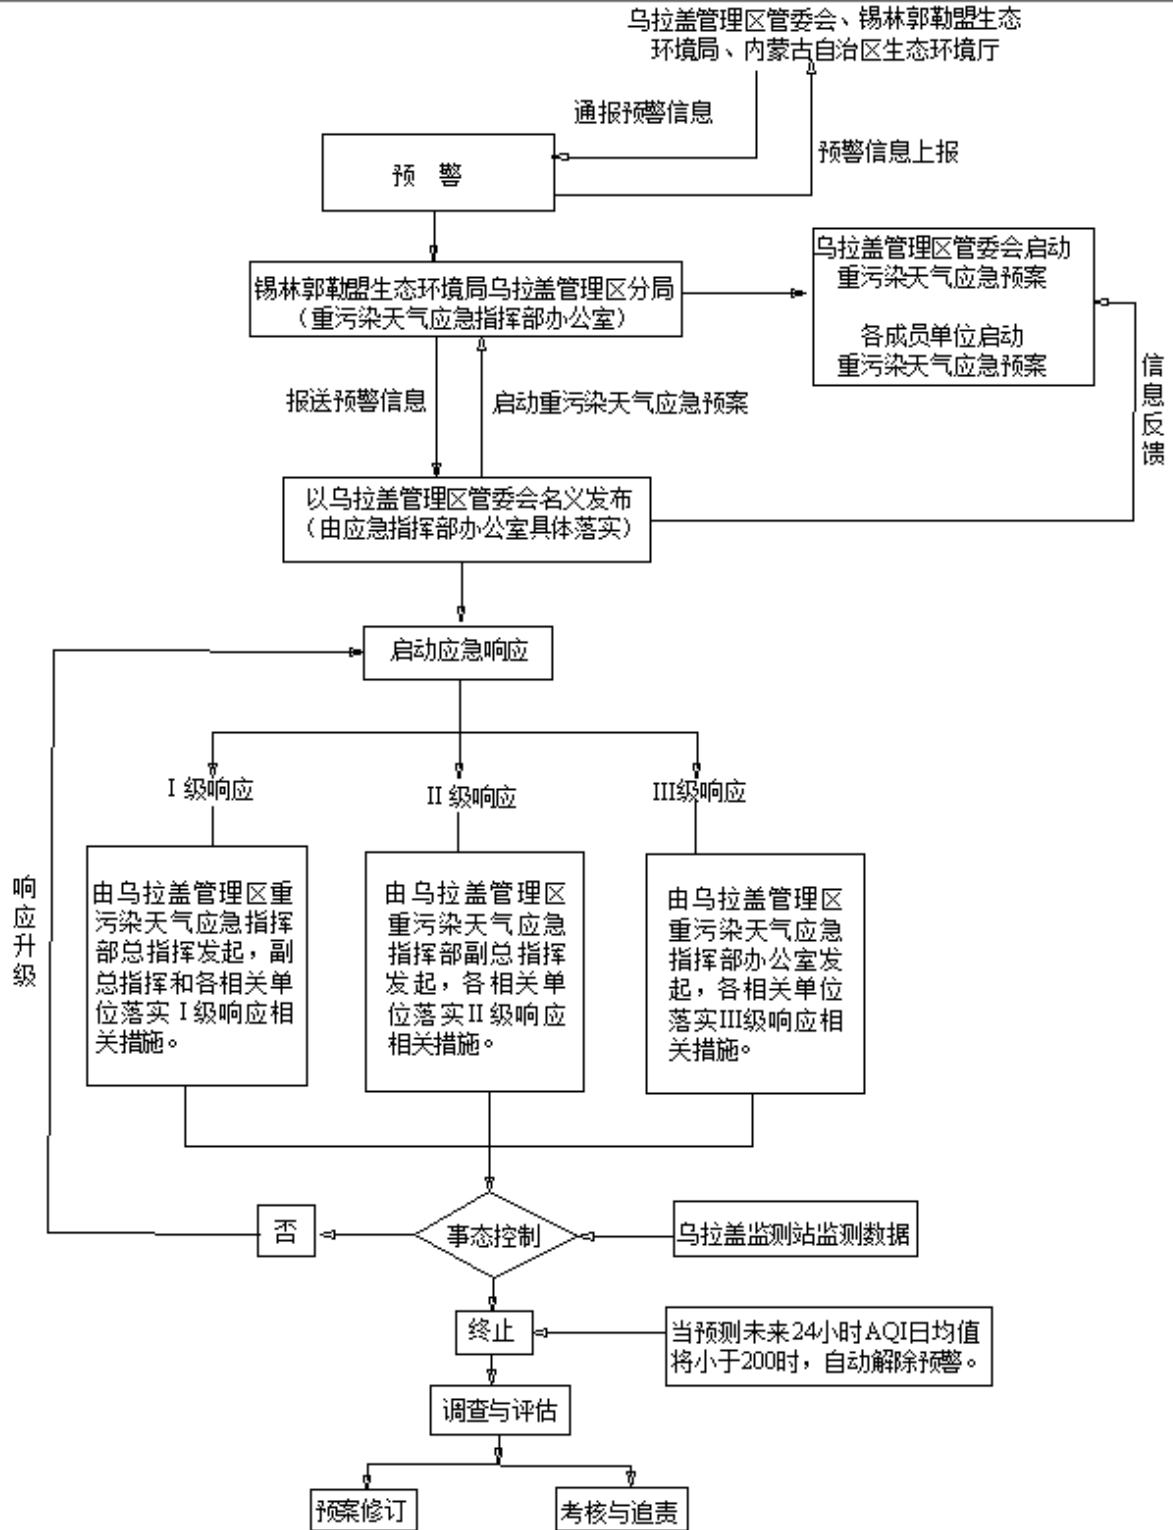 乌拉盖管理区管委会、锡林郭勒盟生态
环境局、内蒙古自治区生态环境厅
通报预警信息
预警信息上报
预 警
锡林郭勒盟生态环境局乌拉盖管理区分局
（重污染天气应急指挥部办公室）
乌拉盖管理区管委会启动
重污染天气应急预案
各成员单位启动
重污染天气应急预案
报送预警信息
启动重污染天气应急预案
信息反馈
以乌拉盖管理区管委会名义发布
（由应急指挥部办公室具体落实）
启动应急响应
I 级响应
II 级响应
III级响应
响应升级
由乌拉盖管理区重
污染天气应急指挥
部总指挥发起，副
总指挥和各相关单
位落实 I 级响应相
关措施。
由乌拉盖管理区
重污染天气应急
指挥部副总指挥
发起，各相关单
位落实II 级响应
相关措施。
由乌拉盖管理区
重污染天气应急
指挥部办公室发
起，各相关单位
落实III级响应相
关措施。
否
事态控制
乌拉盖监测站监测数据
终止
当预测未来24小时AQI日均值
将小于200时，自动解除预警。
调查与评估
预案修订
考核与追责